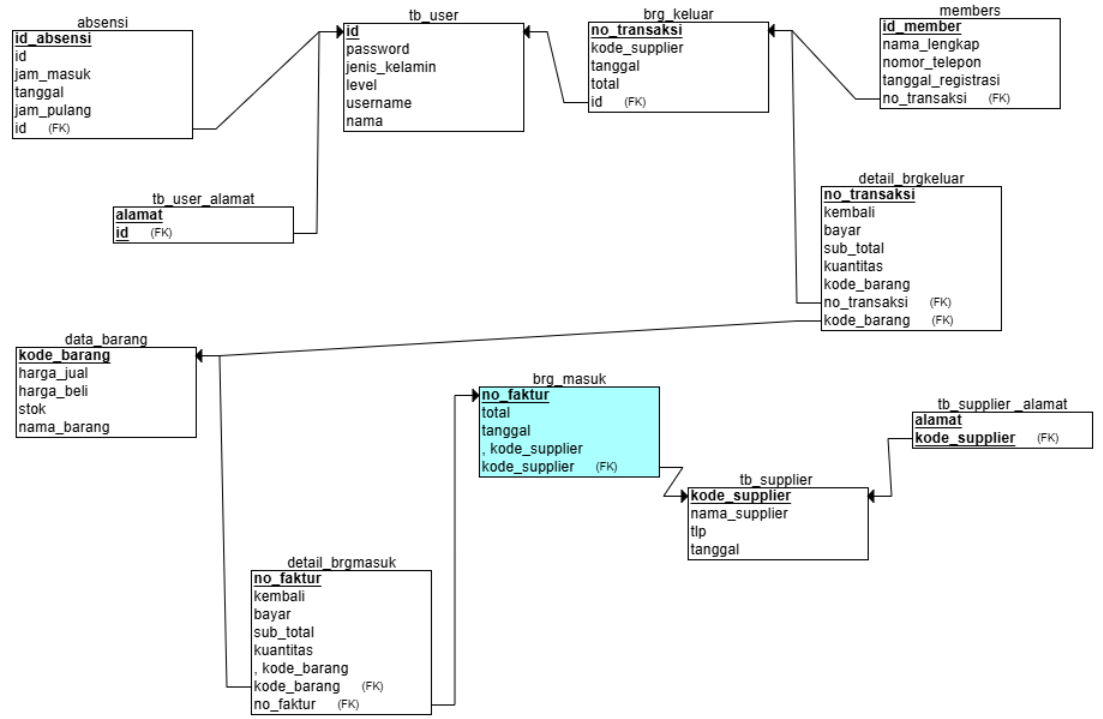 absensi
id_absensi
id
jam_masuk
tanggal
jam_pulang
id (FK)
tb_user
id
password
jenis_kelamin
level
username
nama
brg_keluar
no_transaksi
kode_supplier
tanggal
total
id (FK)
members
id_member
nama_lengkap
nomor_telepon
tanggal_registrasi
no_transaksi (FK)
tb_user_alamat
alamat
id (FK)
detail_brgkeluar
no_transaksi
kembali
bayar
sub_total
kuantitas
kode_barang
no_transaksi (FK)
kode_barang (FK)
data_barang
kode_barang
harga_jual
harga_beli
stok
nama_barang
brg_masuk
no_faktur
total
tanggal
, kode_supplier
kode_supplier (FK)
tb_supplier _alamat
alamat
kode_supplier (FK)
tb_supplier
kode_supplier
nama_supplier
tlp
tanggal
detail_brgmasuk
no_faktur
kembali
bayar
sub_total
kuantitas
, kode_barang
kode_barang (FK)
no_faktur (FK)